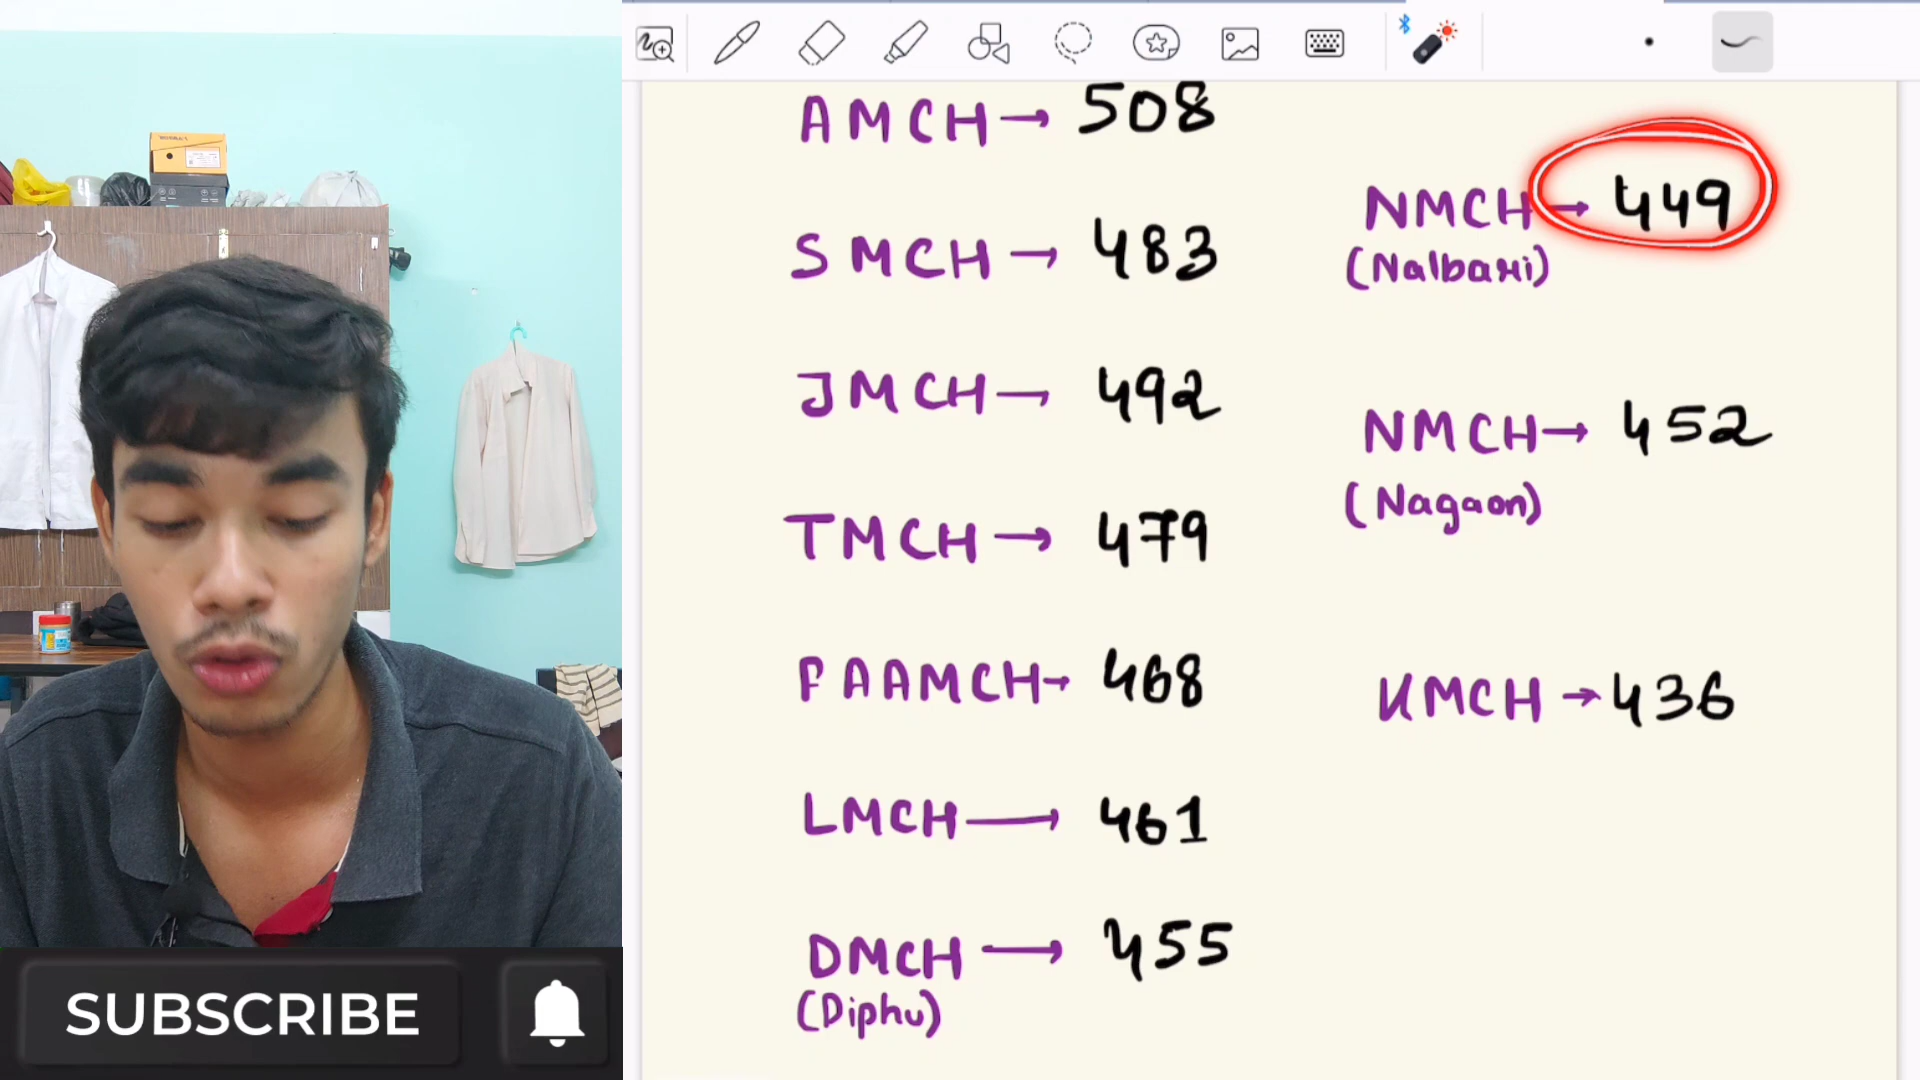 AMCH → 508
SMCH → 483
JMCH → 492
TMCH → 479
FAAMCH → 468
LMCH → 461
DMCH → 455
(Diphu)
NMCH → 449
(Nalbari)
NMCH → 452
(Nagaon)
KMCH → 436
SUBSCRIBE